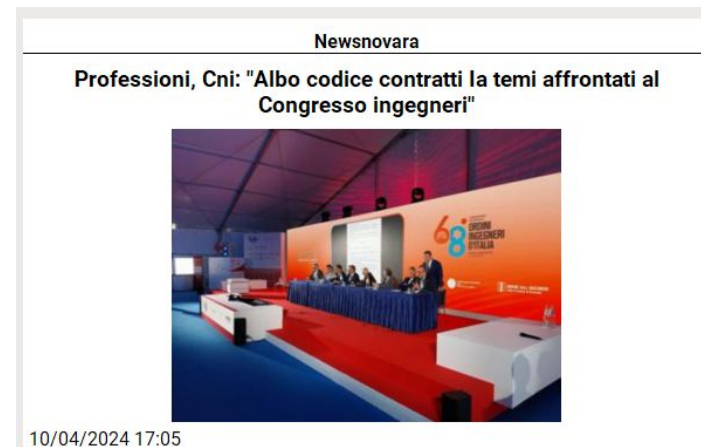 Newsnovara
Professioni, Cni: "Albo codice contratti Ia temi affrontati al
Congresso ingegneri"
68°
ORDINI
INGEGNERI
D'ITALIA
10/04/2024 17:05